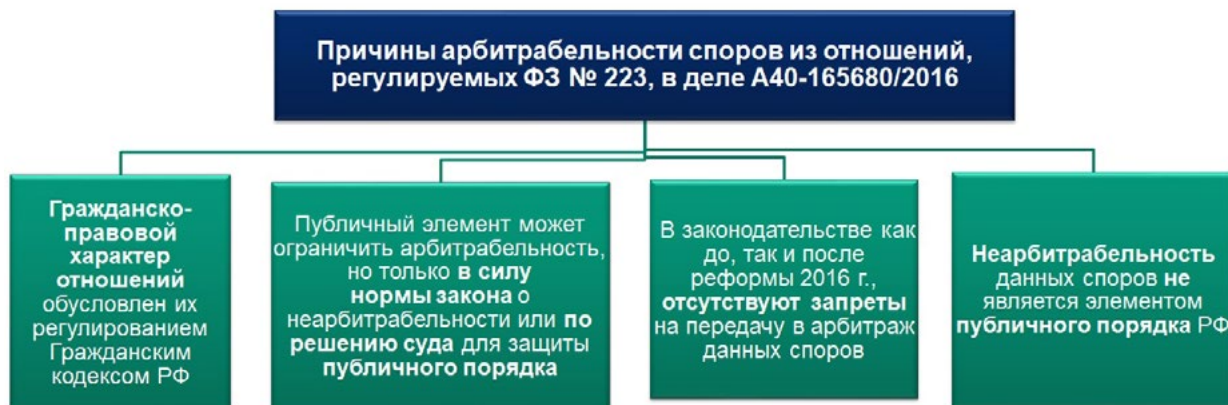 Причины арбитрабельности споров из отношений,
регулируемых ФЗ № 223, в деле А40-165680/2016
Гражданско-
правовой
характер
отношений
обусловлен их
регулированием
Гражданским
кодексом РФ
Публичный элемент может
ограничить арбитрабельность,
но только в силу
нормы закона о
неарбитрабельности или по
решению суда для защиты
публичного порядка
В законодательстве как
до, так и после
реформы 2016 г.,
отсутствуют запреты
на передачу в арбитраж
данных споров
Неарбитрабельность
данных споров не
является элементом
публичного порядка РФ